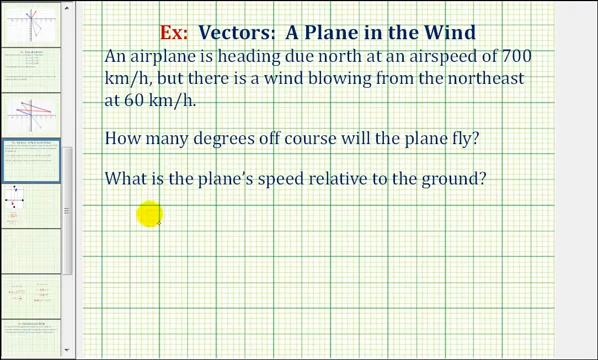 Ex: Vectors: A Plane in the Wind
An airplane is heading due north at an airspeed of 700
km/h, but there is a wind blowing from the northeast
at 60 km/h.
How many degrees off course will the plane fly?
What is the plane's speed relative to the ground?